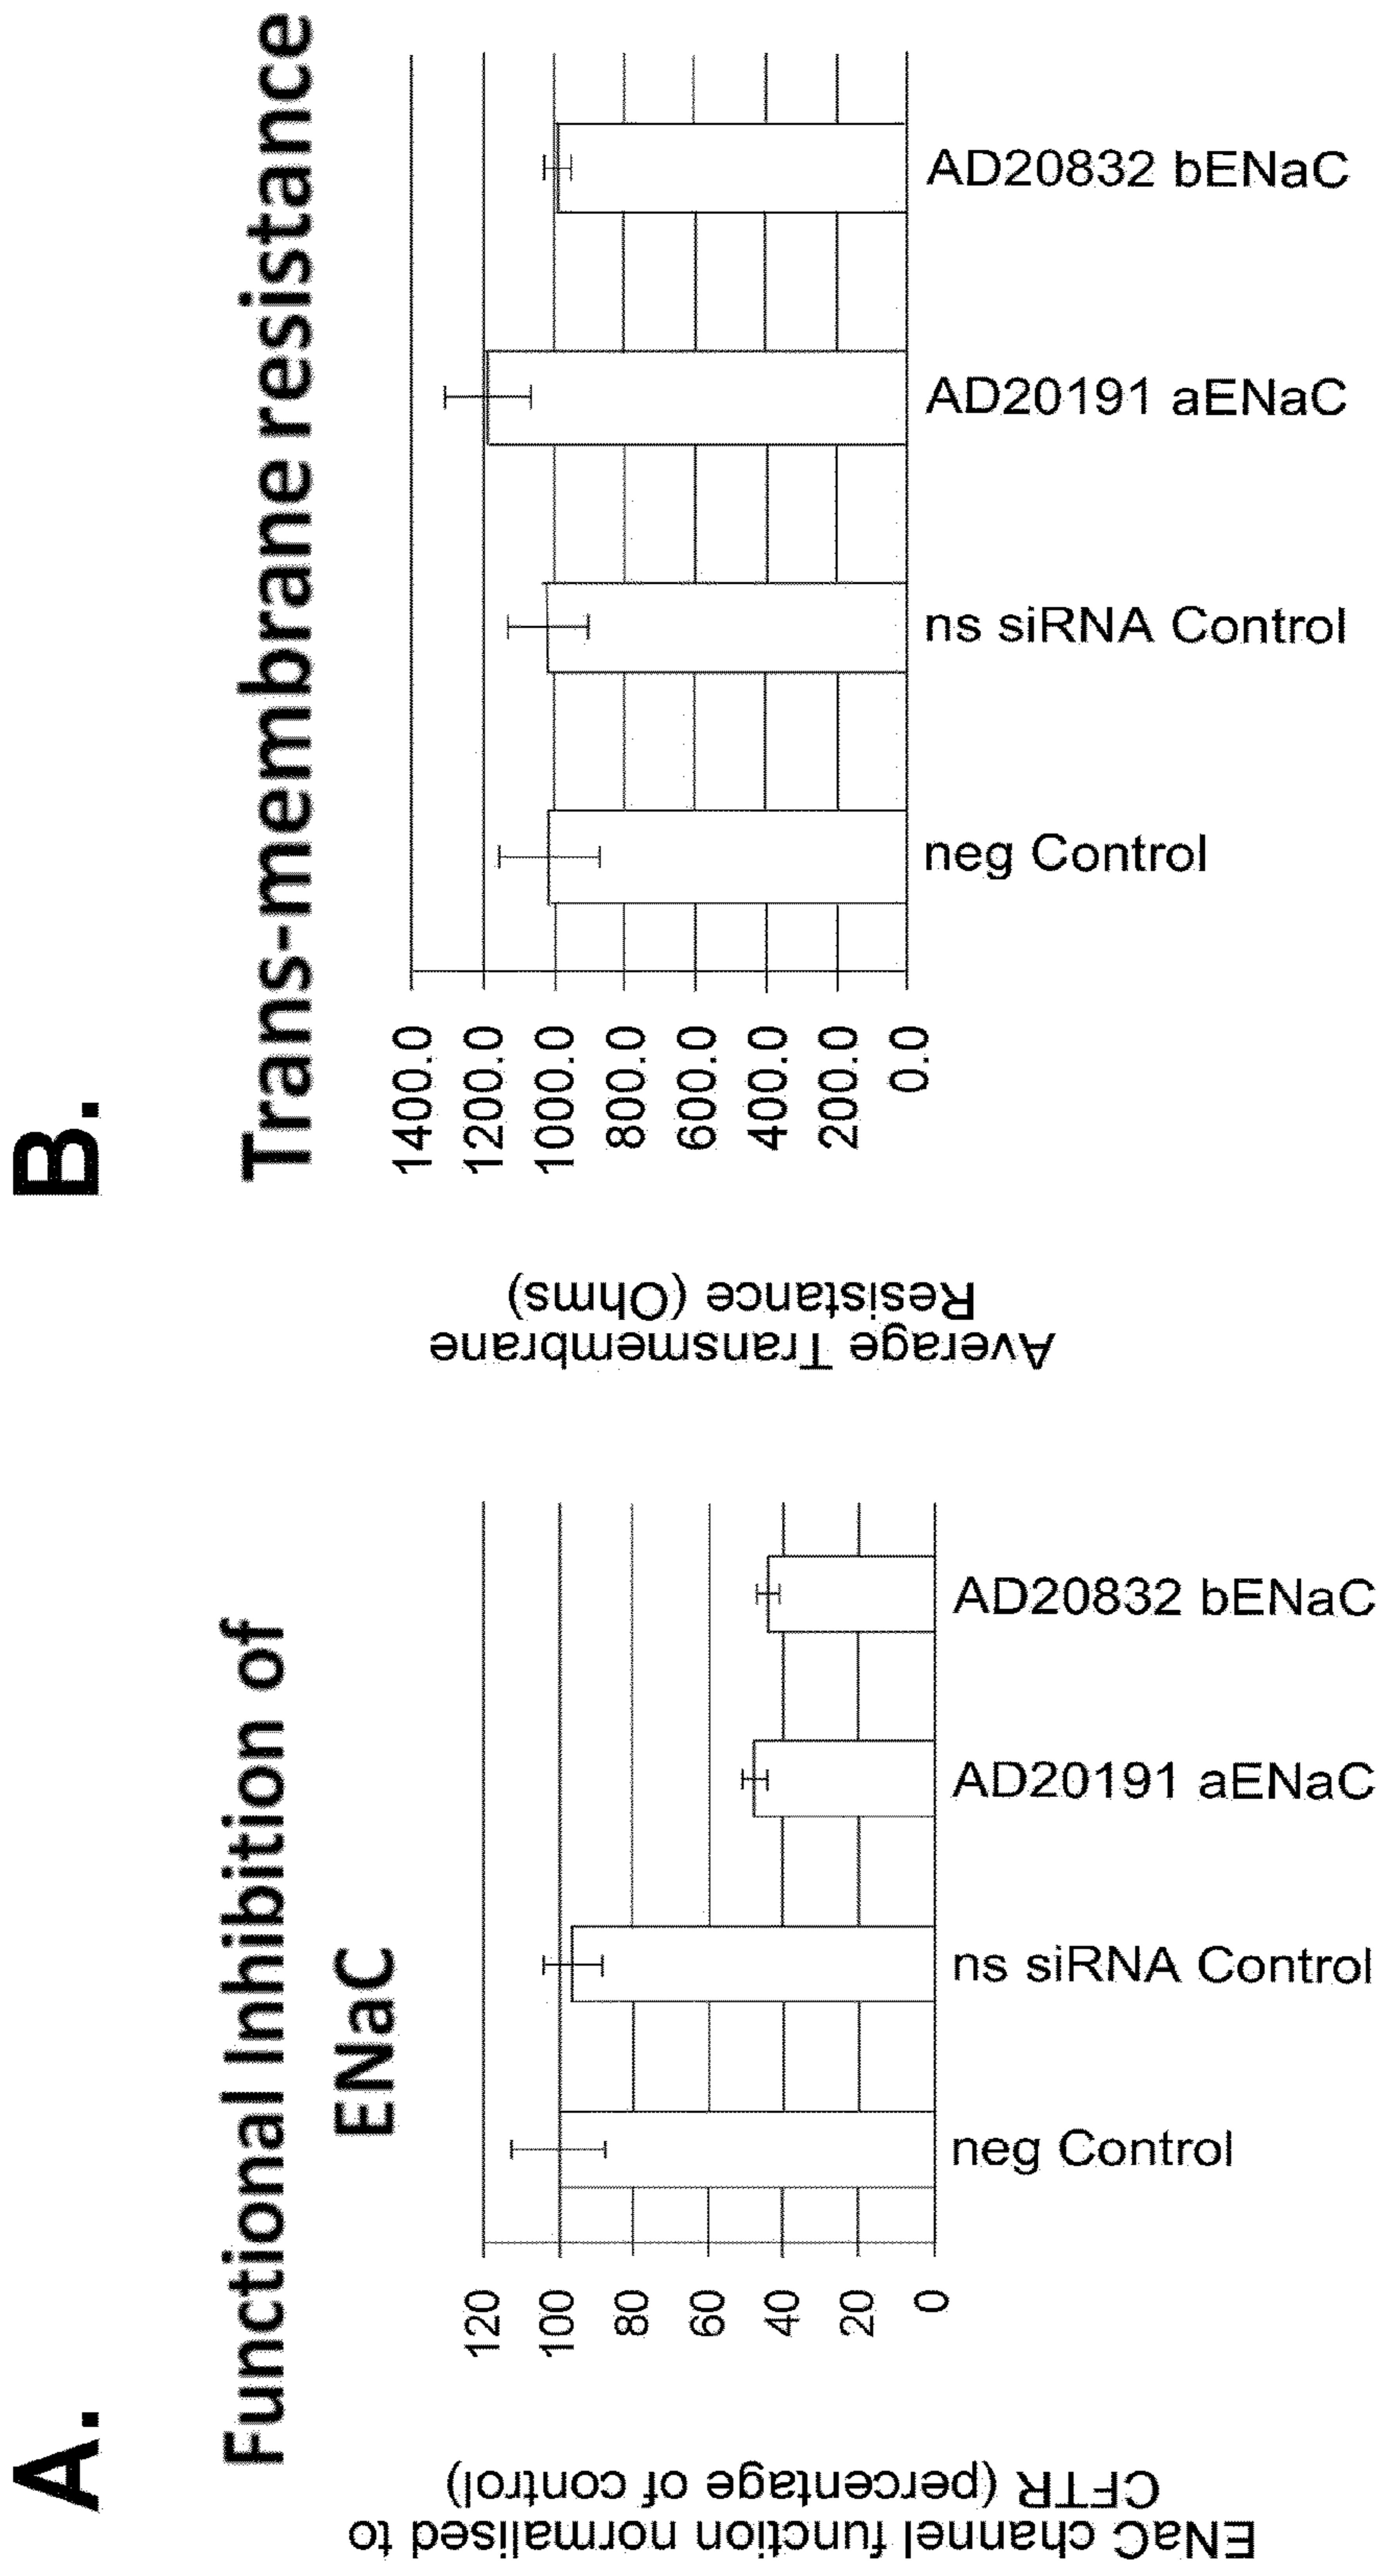 A.
Functional Inhibition of
ENaC
ENaC channel function normalised to
CFTR (percentage of control)
120
100
80
60
40
20
0
neg Control
ns siRNA Control
AD20191 aENaC
AD20832 bENaC
B.
Trans-membrane resistance
Average Transmembrane
Resistance (Ohms)
1400.0
1200.0
1000.0
800.0
600.0
400.0
200.0
0.0
neg Control
ns siRNA Control
AD20191 aENaC
AD20832 bENaC